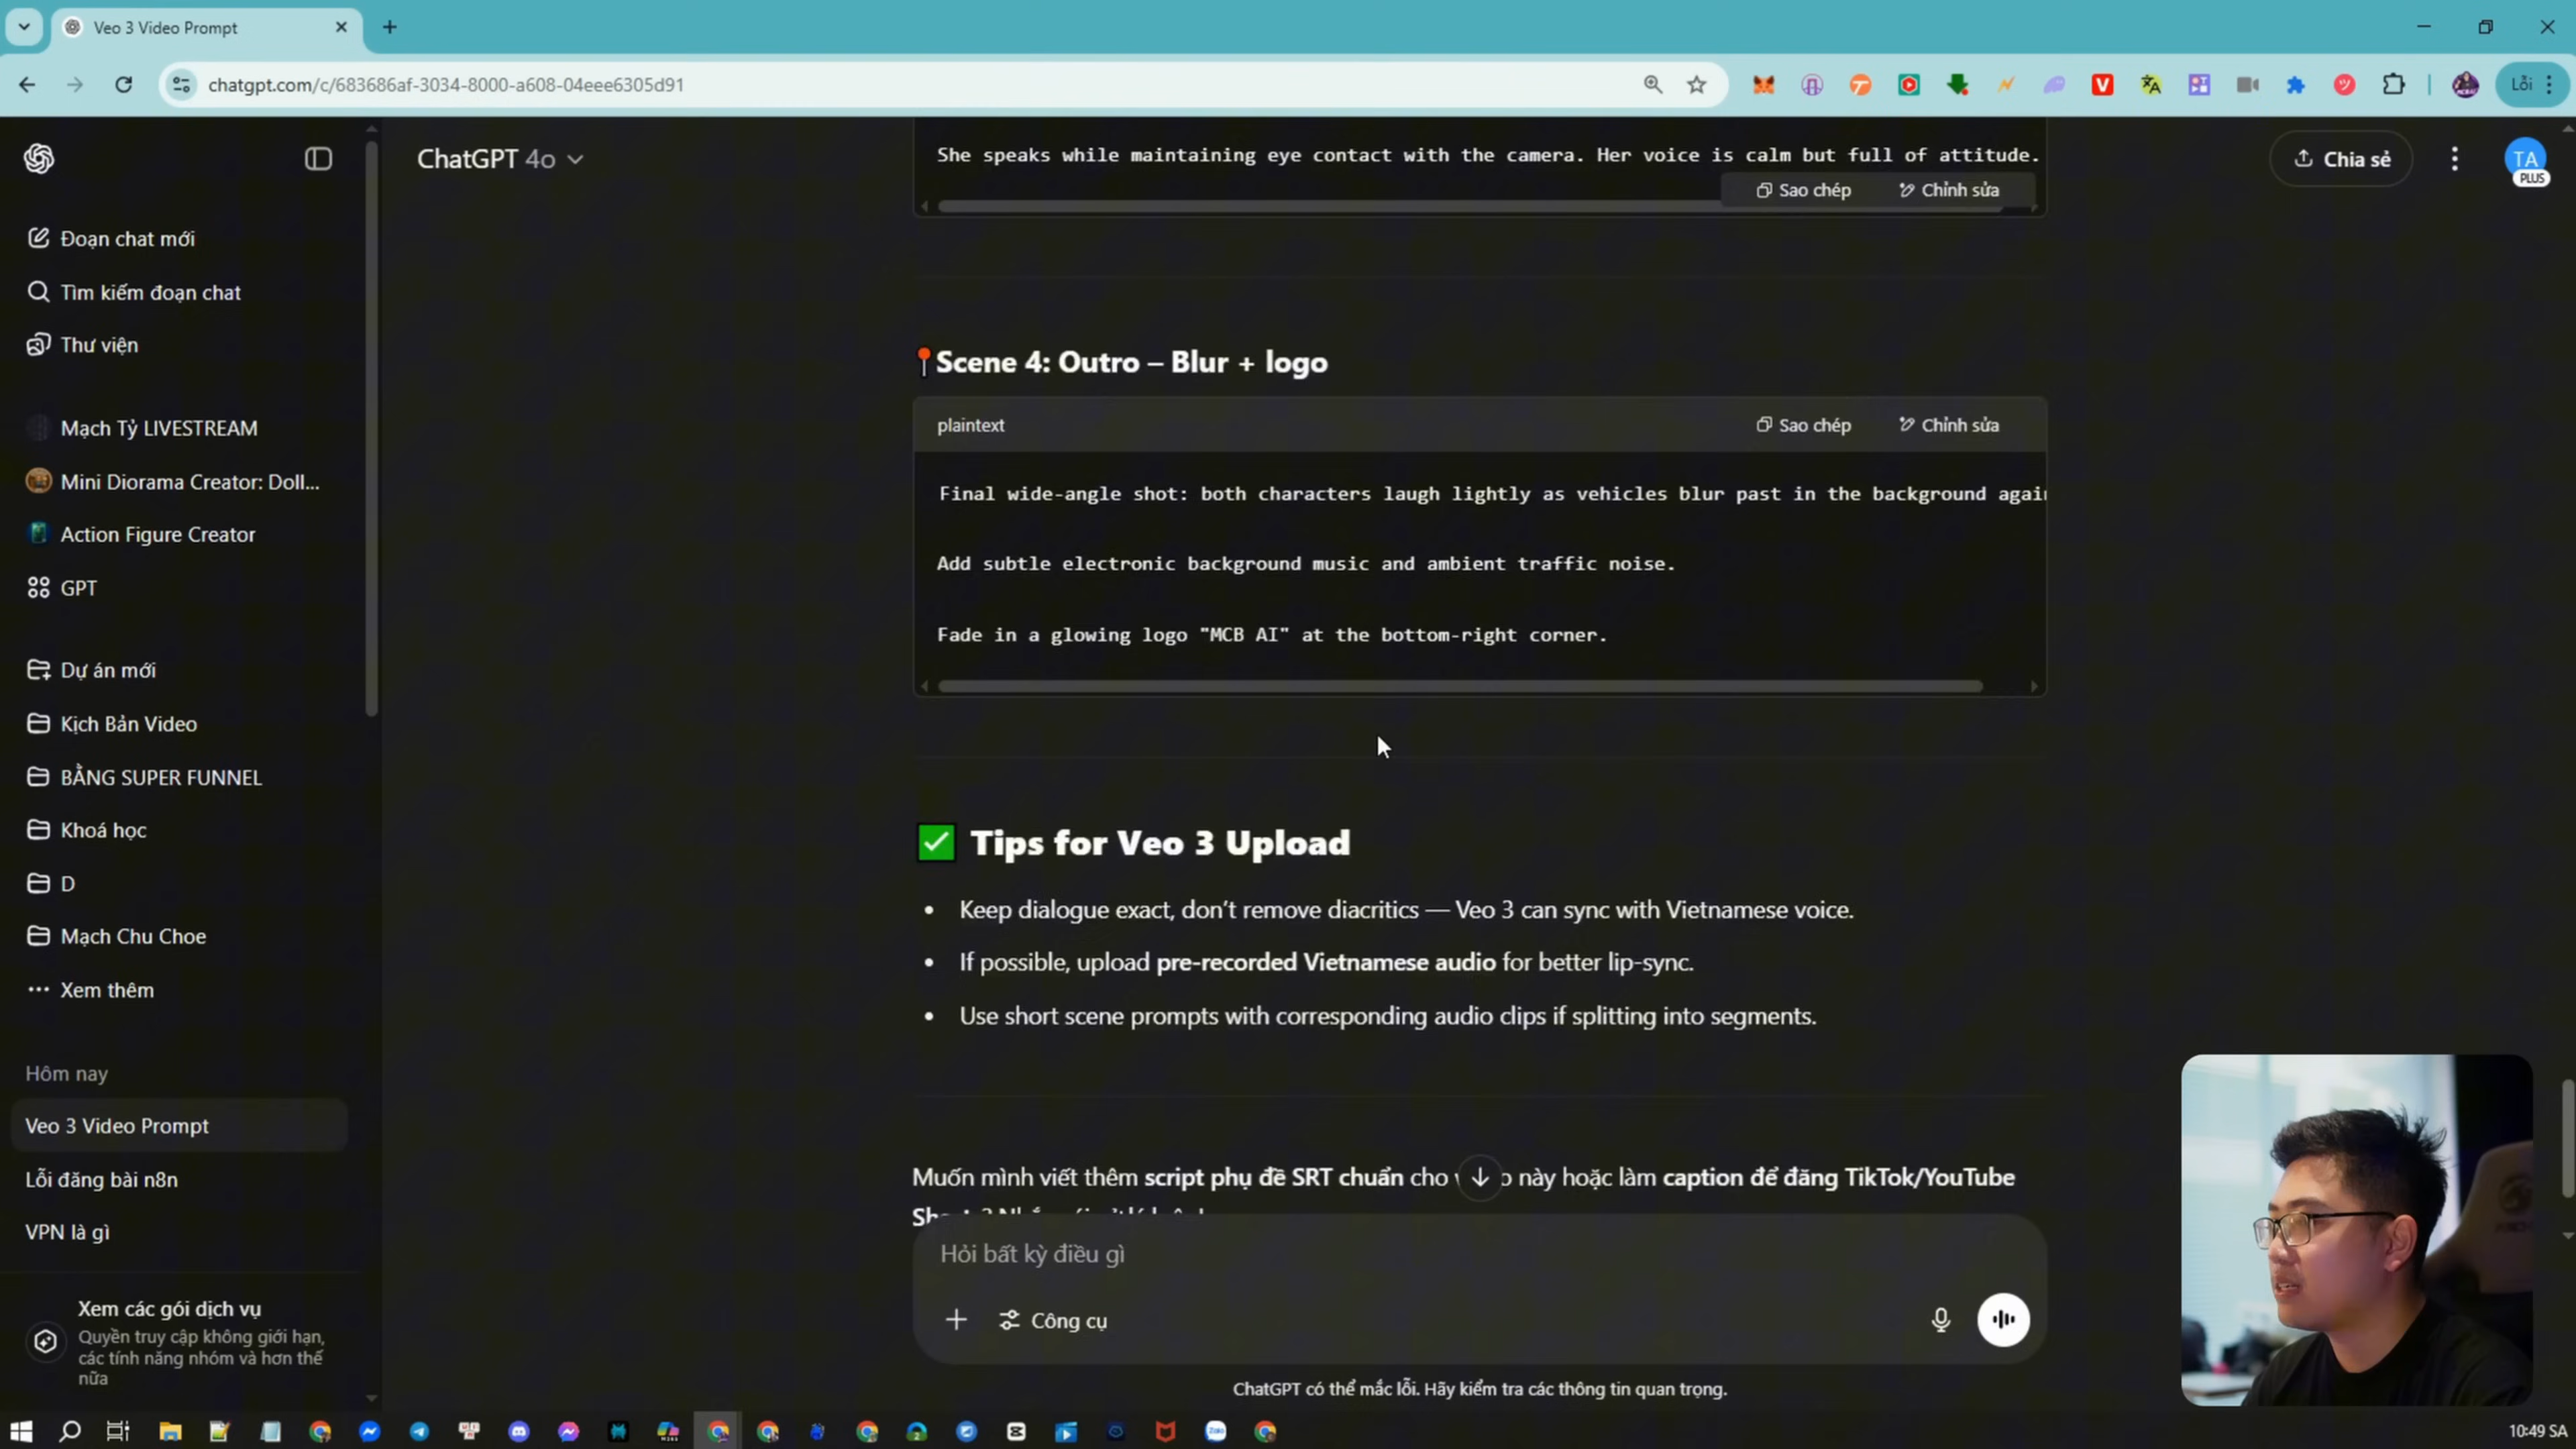 Veo 3 Video Prompt
chatgpt.com/c/683686af-3034-8000-a608-04eee6305d91
Lỗi
ChatGPT 4o
Chia sẻ
TA
PLUS
Đoạn chat mới
Tìm kiếm đoạn chat
Thư viện
Mạch Tỷ LIVESTREAM
Mini Diorama Creator: Doll...
Action Figure Creator
GPT
Dự án mới
Kịch Bản Video
BẰNG SUPER FUNNEL
Khoá học
D
Mạch Chu Choe
Xem thêm
Hôm nay
Veo 3 Video Prompt
Lỗi đăng bài n8n
VPN là gì
Xem các gói dịch vụ
Quyền truy cập không giới hạn,
các tính năng nhóm và hơn thế
nữa
She speaks while maintaining eye contact with the camera. Her voice is calm but full of attitude.
Sao chép Chỉnh sửa
Scene 4: Outro – Blur + logo
plaintext Sao chép Chỉnh sửa
Final wide-angle shot: both characters laugh lightly as vehicles blur past in the background
Add subtle electronic background music and ambient traffic noise.
Fade in a glowing logo "MCB AI" at the bottom-right corner.
Tips for Veo 3 Upload
• Keep dialogue exact, don’t remove diacritics — Veo 3 can sync with Vietnamese voice.
• If possible, upload pre-recorded Vietnamese audio for better lip-sync.
• Use short scene prompts with corresponding audio clips if splitting into segments.
Muốn mình viết thêm script phụ đề SRT chuẩn cho này hoặc làm caption để đăng TikTok/YouTube
Hỏi bất kỳ điều gì
Công cụ
ChatGPT có thể mắc lỗi. Hãy kiểm tra các thông tin quan trọng.
10:49 SA